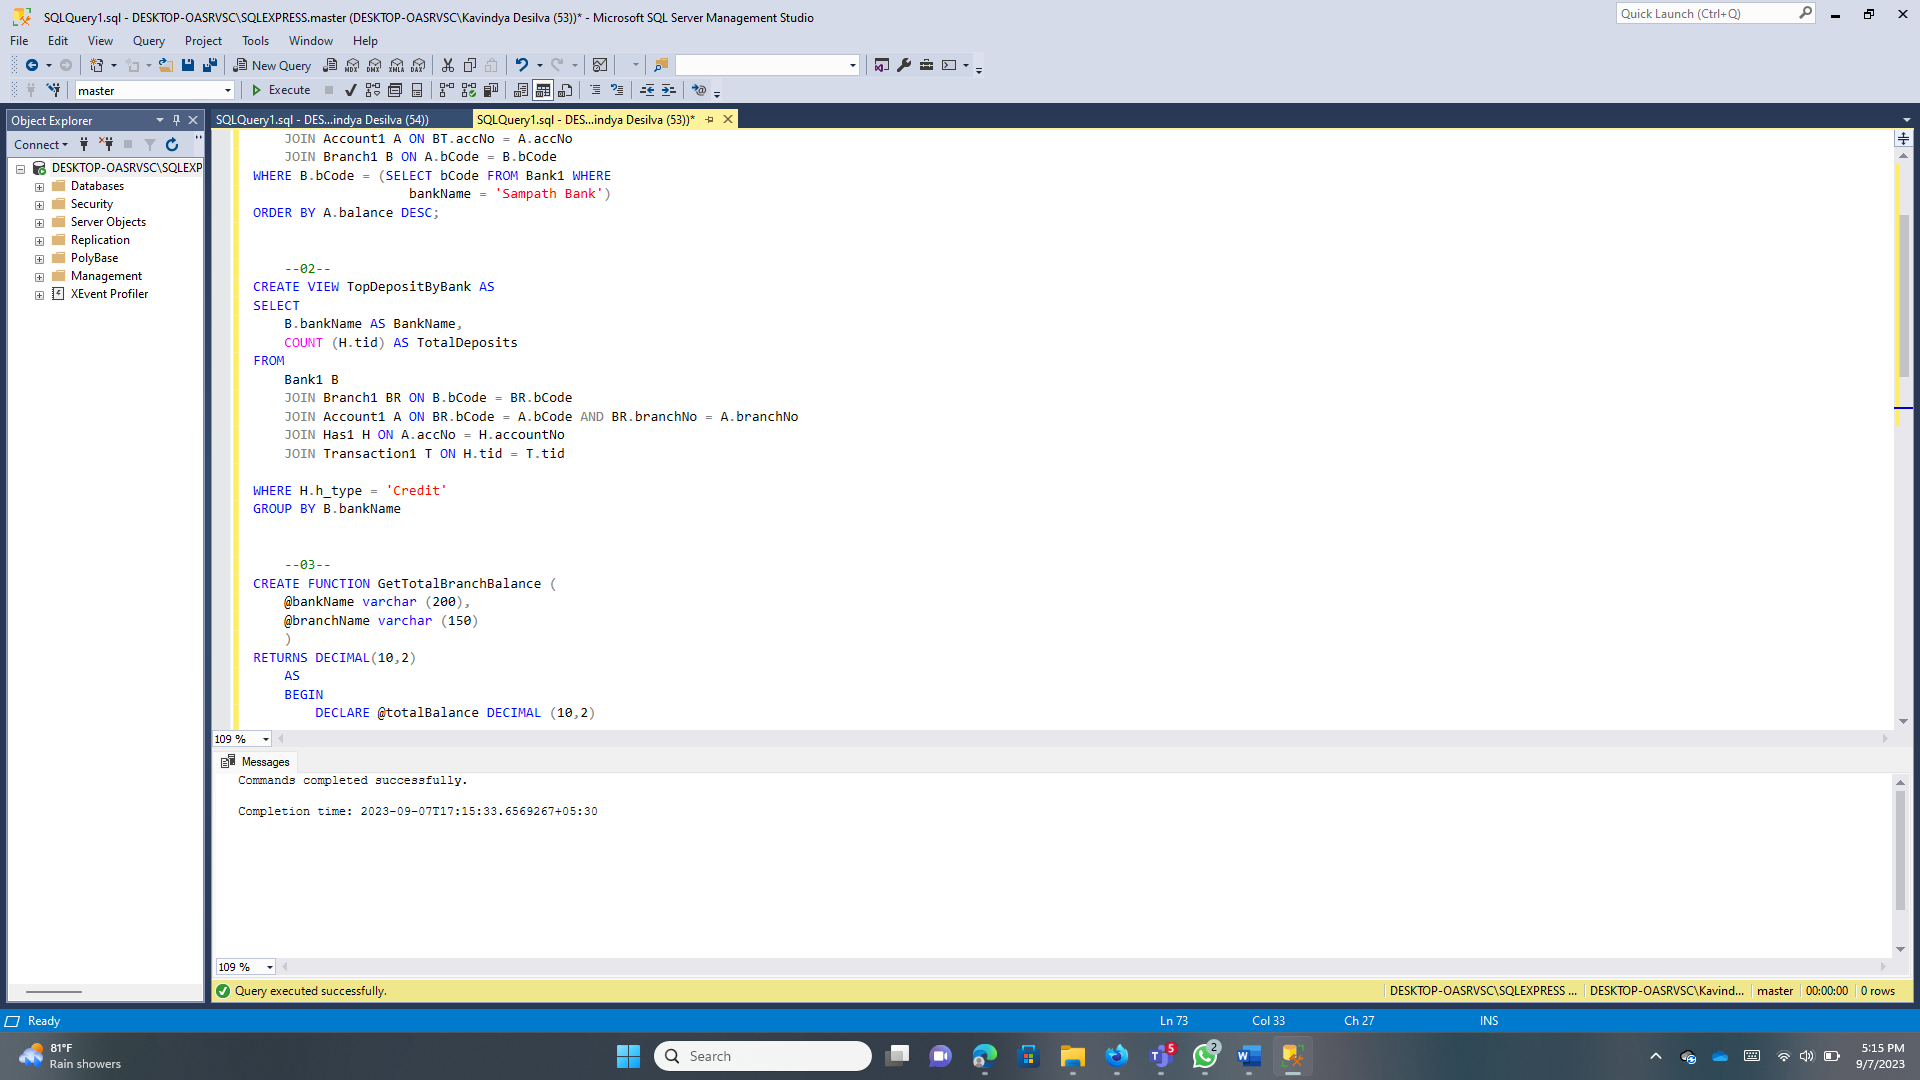 SQLQuery1.sql - DESKTOP-OASRVSC\SQLEXPRESS.master (DESKTOP-OASRVSC\Kavindya Desilva (53))* - Microsoft SQL Server Management Studio
Quick Launch (Ctrl+Q)
File Edit View Query Project Tools Window Help
New Query MDX DMX XMLA DAX
master Execute
Object Explorer
SQLQuery1.sql - DES...indya Desilva (54))
SQLQuery1.sql - DES...indya Desilva (53))*
Connect
DESKTOP-OASRVSC\SQLEXP
Databases
Security
Server Objects
Replication
PolyBase
Management
XEvent Profiler
JOIN Account1 A ON BT.accNo = A.accNo
JOIN Branch1 B ON A.bCode = B.bCode
WHERE B.bCode = (SELECT bCode FROM Bank1 WHERE
bankName = 'Sampath Bank')
ORDER BY A.balance DESC;
--02--
CREATE VIEW TopDepositByBank AS
SELECT
B.bankName AS BankName,
COUNT (H.tid) AS TotalDeposits
FROM
Bank1 B
JOIN Branch1 BR ON B.bCode = BR.bCode
JOIN Account1 A ON BR.bCode = A.bCode AND BR.branchNo = A.branchNo
JOIN Has1 H ON A.accNo = H.accountNo
JOIN Transaction1 T ON H.tid = T.tid
WHERE H.h_type = 'Credit'
GROUP BY B.bankName
--03--
CREATE FUNCTION GetTotalBranchBalance (
@bankName varchar (200),
@branchName varchar (150)
)
RETURNS DECIMAL(10,2)
AS
BEGIN
DECLARE @totalBalance DECIMAL (10,2)
109 %
Messages
Commands completed successfully.
Completion time: 2023-09-07T17:15:33.6569267+05:30
109 %
Query executed successfully.
DESKTOP-OASRVSC\SQLEXPRESS ... DESKTOP-OASRVSC\Kavind... master 00:00:00 0 rows
Ready Ln 73 Col 33 Ch 27 INS
81°F
Rain showers
Search
5
2
5:15 PM
9/7/2023